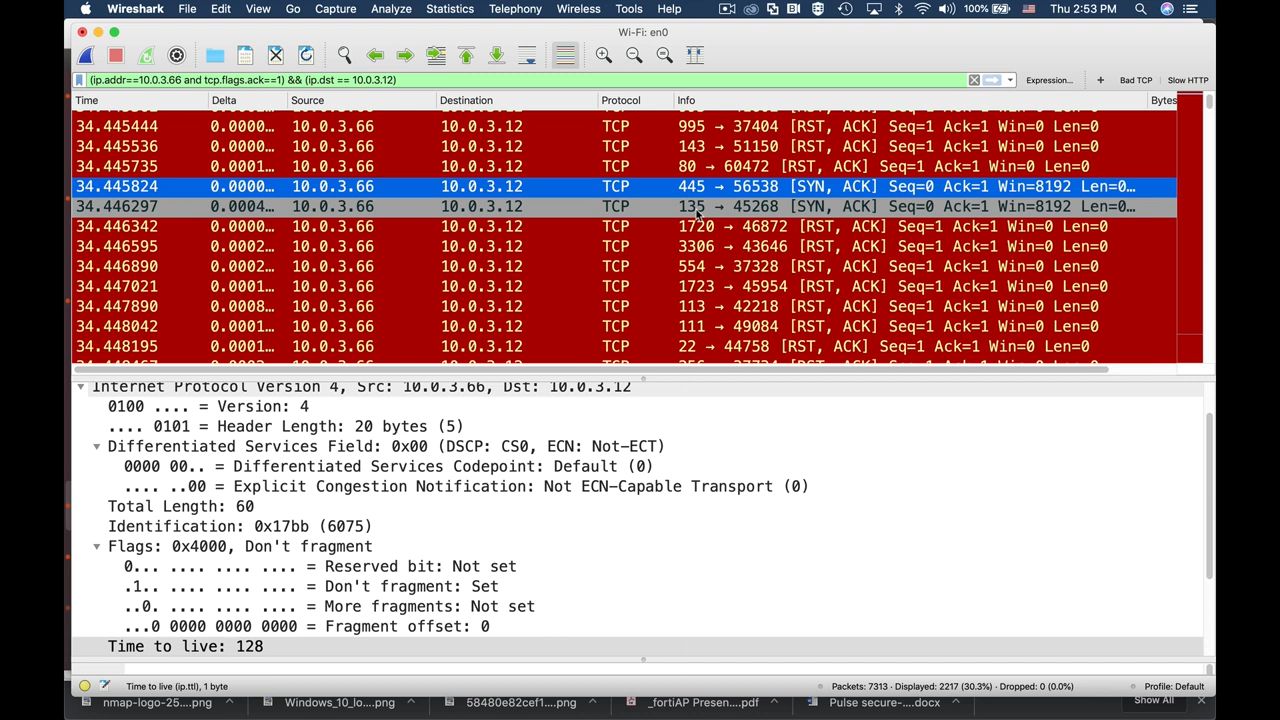 Wireshark File Edit View Go Capture Analyze Statistics Telephony Wireless Tools Help 100% Thu 2:53 PM
Wi-Fi: en0
(ip.addr==10.0.3.66 and tcp.flags.ack==1) && (ip.dst == 10.0.3.12) Expression... + Bad TCP Slow HTTP
Time Delta Source Destination Protocol Info Bytes
34.445444 0.0000… 10.0.3.66 10.0.3.12 TCP 995 → 37404 [RST, ACK] Seq=1 Ack=1 Win=0 Len=0
34.445536 0.0000… 10.0.3.66 10.0.3.12 TCP 143 → 51150 [RST, ACK] Seq=1 Ack=1 Win=0 Len=0
34.445735 0.0001… 10.0.3.66 10.0.3.12 TCP 80 → 60472 [RST, ACK] Seq=1 Ack=1 Win=0 Len=0
34.445824 0.0000… 10.0.3.66 10.0.3.12 TCP 445 → 56538 [SYN, ACK] Seq=0 Ack=1 Win=8192 Len=0…
34.446297 0.0004… 10.0.3.66 10.0.3.12 TCP 135 → 45268 [SYN, ACK] Seq=0 Ack=1 Win=8192 Len=0…
34.446342 0.0000… 10.0.3.66 10.0.3.12 TCP 1720 → 46872 [RST, ACK] Seq=1 Ack=1 Win=0 Len=0
34.446595 0.0002… 10.0.3.66 10.0.3.12 TCP 3306 → 43646 [RST, ACK] Seq=1 Ack=1 Win=0 Len=0
34.446890 0.0002… 10.0.3.66 10.0.3.12 TCP 554 → 37328 [RST, ACK] Seq=1 Ack=1 Win=0 Len=0
34.447021 0.0001… 10.0.3.66 10.0.3.12 TCP 1723 → 45954 [RST, ACK] Seq=1 Ack=1 Win=0 Len=0
34.447890 0.0008… 10.0.3.66 10.0.3.12 TCP 113 → 42218 [RST, ACK] Seq=1 Ack=1 Win=0 Len=0
34.448042 0.0001… 10.0.3.66 10.0.3.12 TCP 111 → 49084 [RST, ACK] Seq=1 Ack=1 Win=0 Len=0
34.448195 0.0001… 10.0.3.66 10.0.3.12 TCP 22 → 44758 [RST, ACK] Seq=1 Ack=1 Win=0 Len=0
Internet Protocol Version 4, Src: 10.0.3.66, Dst: 10.0.3.12
0100 .... = Version: 4
.... 0101 = Header Length: 20 bytes (5)
Differentiated Services Field: 0x00 (DSCP: CS0, ECN: Not-ECT)
0000 00.. = Differentiated Services Codepoint: Default (0)
.... ..00 = Explicit Congestion Notification: Not ECN-Capable Transport (0)
Total Length: 60
Identification: 0x17bb (6075)
Flags: 0x4000, Don't fragment
0... .... .... .... = Reserved bit: Not set
.1.. .... .... .... = Don't fragment: Set
..0. .... .... .... = More fragments: Not set
...0 0000 0000 0000 = Fragment offset: 0
Time to live: 128
Time to live (ip.ttl), 1 byte Packets: 7313 · Displayed: 2217 (30.3%) · Dropped: 0 (0.0%) Profile: Default
nmap-logo-25....png Windows_10_lo....png 58480e82cef1....png _fortiAP Presen....pdf Pulse secure-....docx Show All